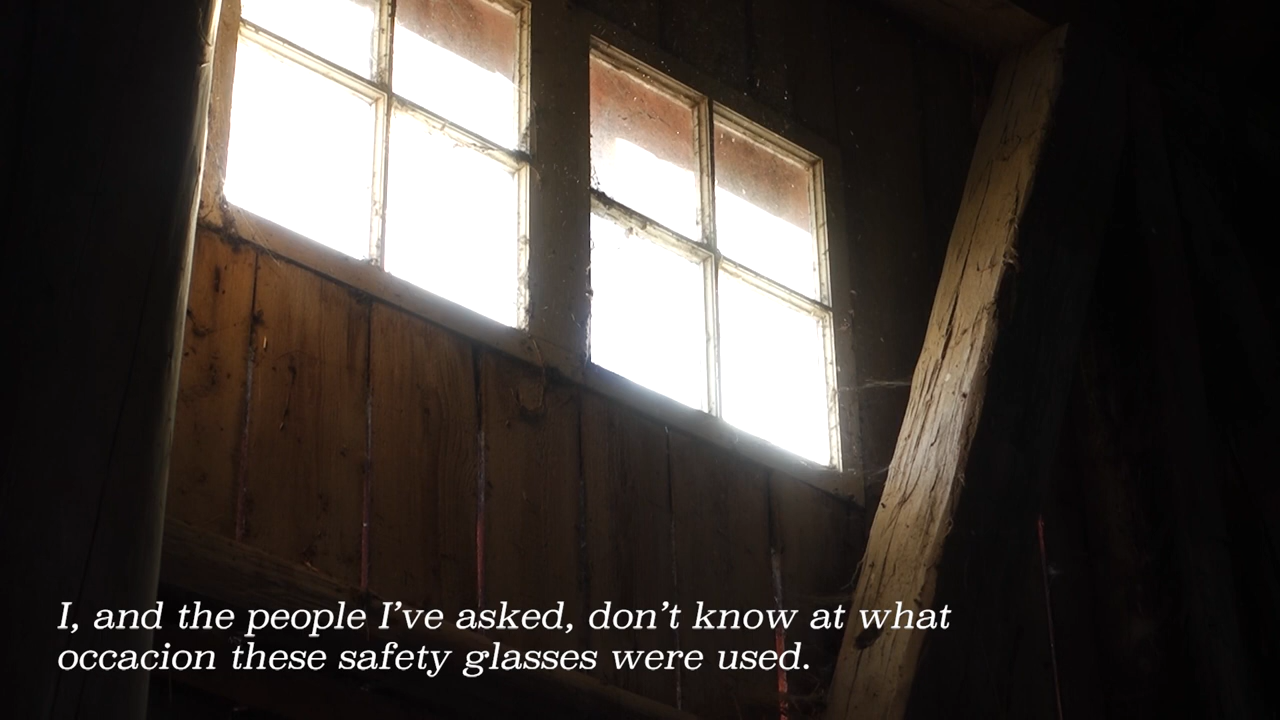 I, and the people I've asked, don't know at what
occacion these safety glasses were used.